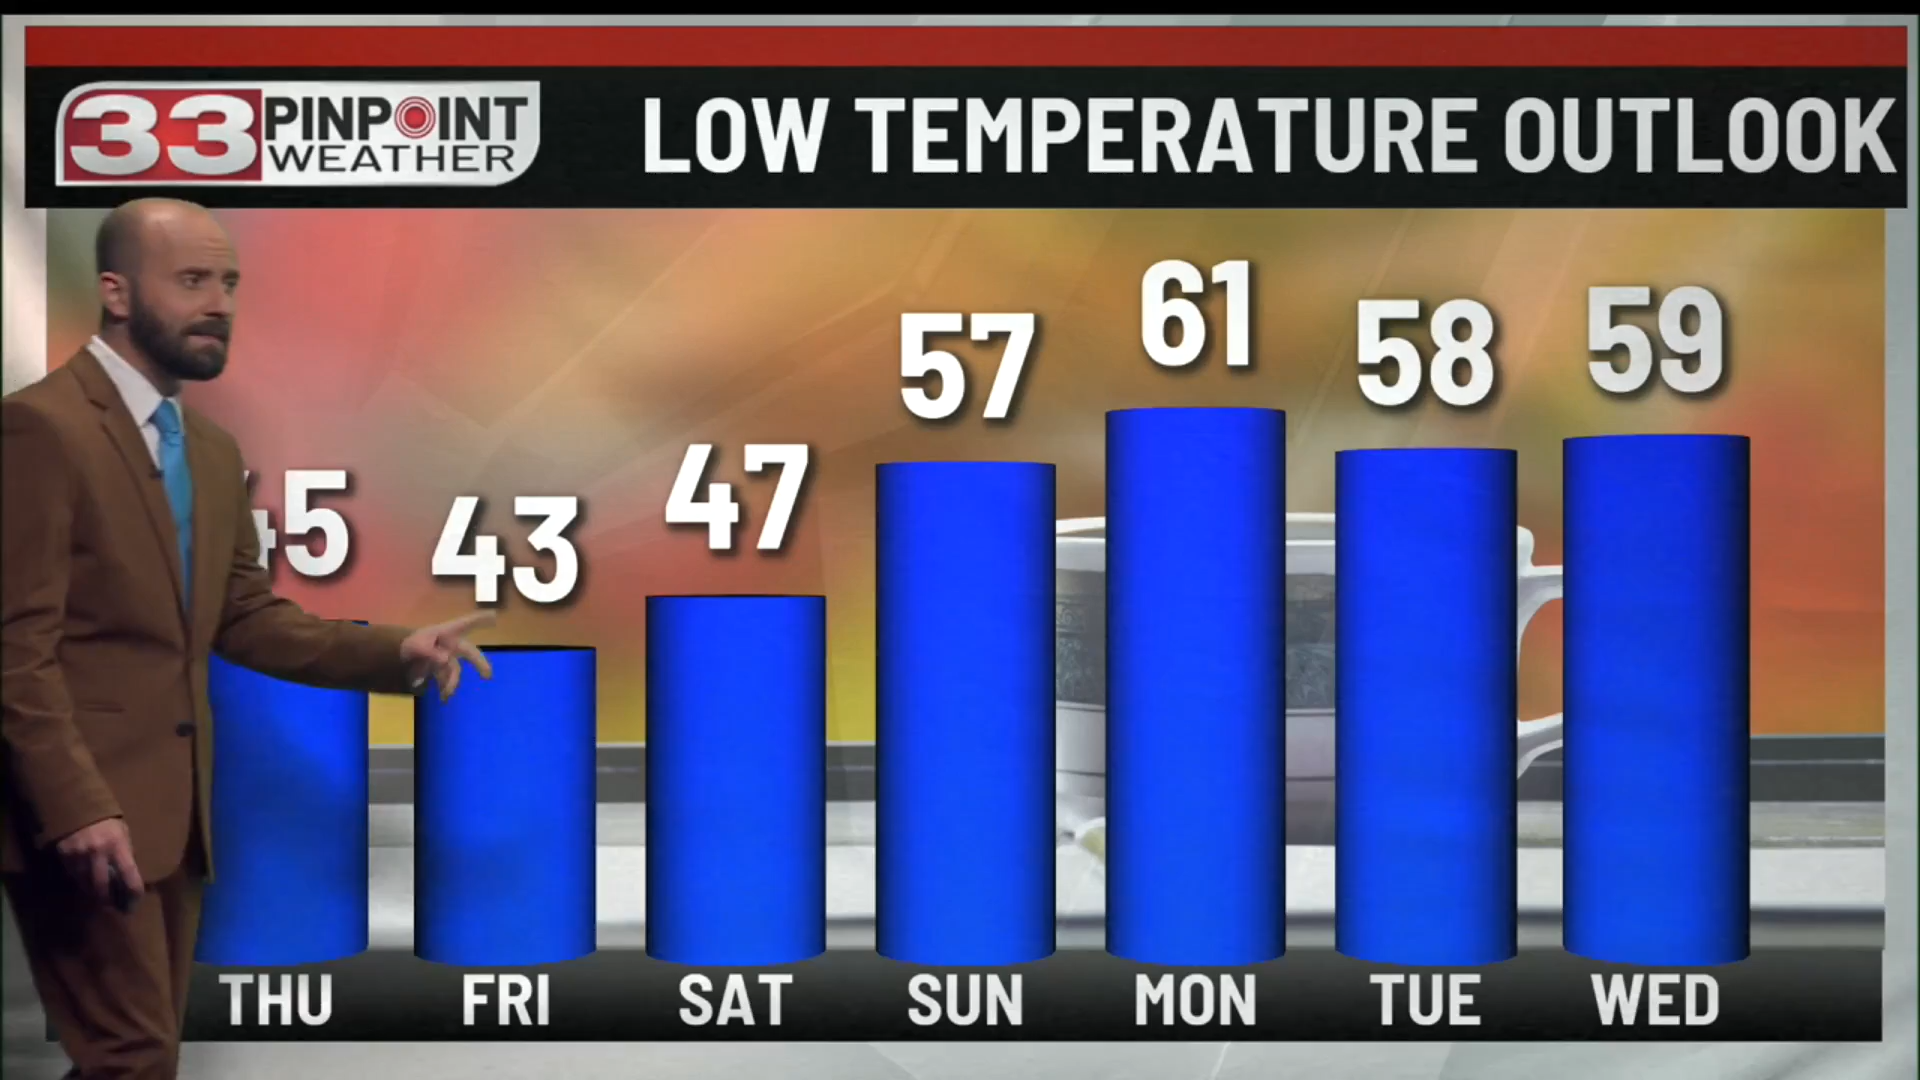 33 PINPOINT
WEATHER
LOW TEMPERATURE OUTLOOK
45 43 47 57 61 58 59
THU FRI SAT SUN MON TUE WED